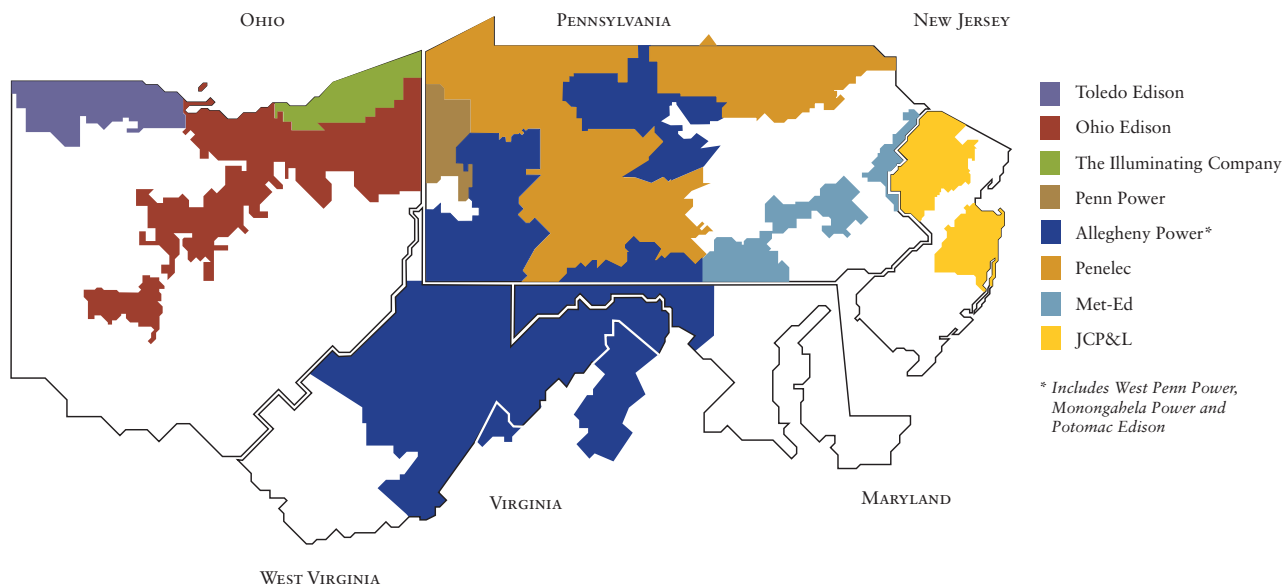 OHIO
PENNSYLVANIA
NEW JERSEY
Toledo Edison
Ohio Edison
The Illuminating Company
Penn Power
Allegheny Power*
Penelec
Met-Ed
JCP&L
* Includes West Penn Power,
Monongahela Power and
Potomac Edison
VIRGINIA
MARYLAND
WEST VIRGINIA